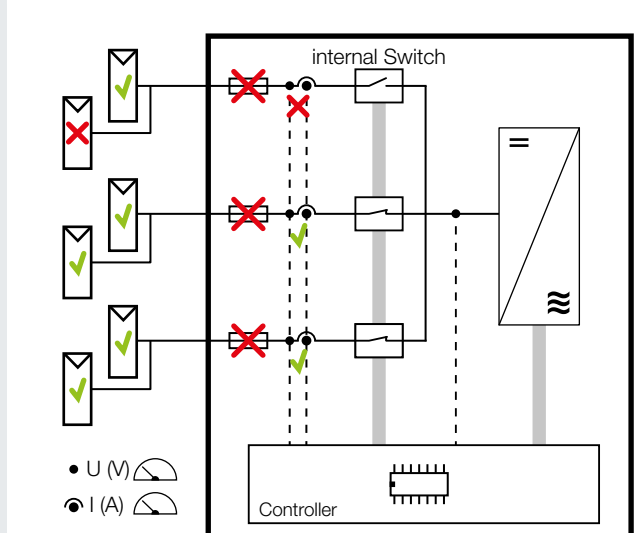 internal Switch
U (V)
I (A)
Controller